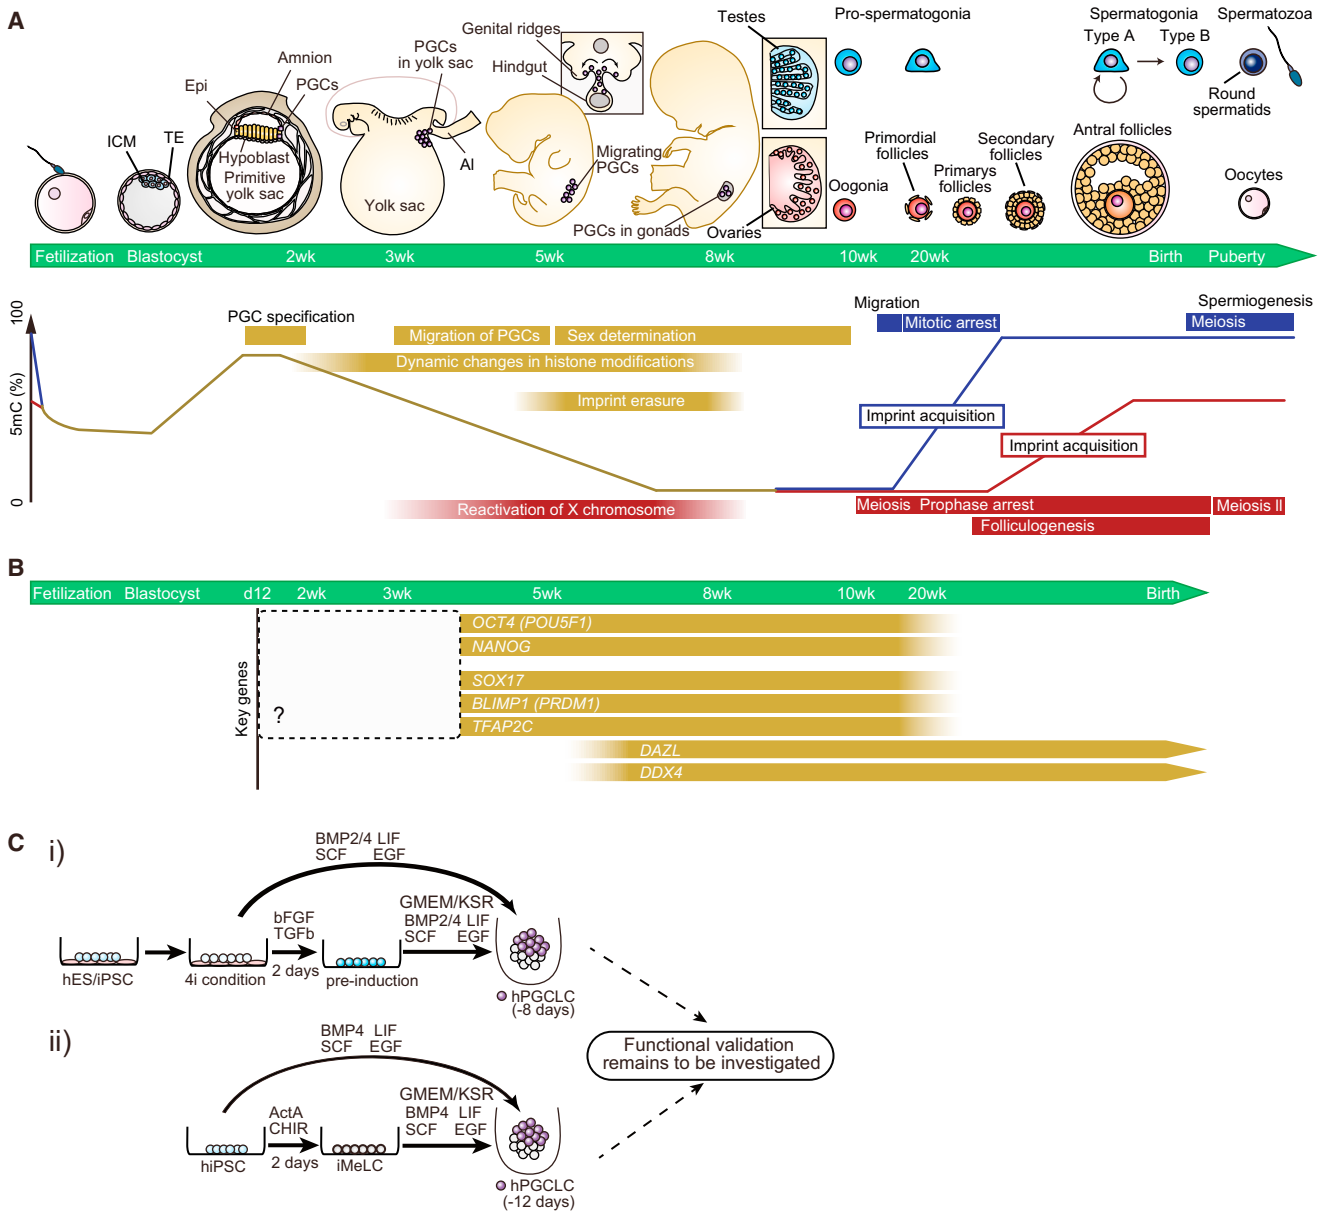 A
Testes
Pro-spermatogonia
Spermatogonia
Type A
Type B
Spermatozoa
Round
spermatids
Genital ridges
Hindgut
PGCs
in yolk sac
Amnion
PGCs
Epi
ICM
TE
Hypoblast
Primitive
yolk sac
Yolk sac
Al
Migrating
PGCs
PGCs in gonads
Ovaries
Oogonia
Primordial
follicles
Primarys
follicles
Secondary
follicles
Antral follicles
Oocytes
Fetilization
Blastocyst
2wk
3wk
5wk
8wk
10wk
20wk
Birth
Puberty
100
5mC (%)
0
PGC specification
Migration of PGCs
Sex determination
Dynamic changes in histone modifications
Imprint erasure
Reactivation of X chromosome
Migration
Mitotic arrest
Spermiogenesis
Meiosis
Imprint acquisition
Imprint acquisition
Meiosis Prophase arrest
Meiosis II
Folliculogenesis
B
Fetilization
Blastocyst
d12
2wk
3wk
5wk
8wk
10wk
20wk
Birth
Key genes
?
OCT4 (POU5F1)
NANOG
SOX17
BLIMP1 (PRDM1)
TFAP2C
DAZL
DDX4
C
i)
BMP2/4 LIF
SCF EGF
hES/iPSC
4i condition
bFGF
TGFb
2 days
pre-induction
GMEM/KSR
BMP2/4 LIF
SCF EGF
hPGCLC
(-8 days)
ii)
BMP4 LIF
SCF EGF
hiPSC
ActA
CHIR
2 days
iMeLC
GMEM/KSR
BMP4 LIF
SCF EGF
hPGCLC
(-12 days)
Functional validation
remains to be investigated